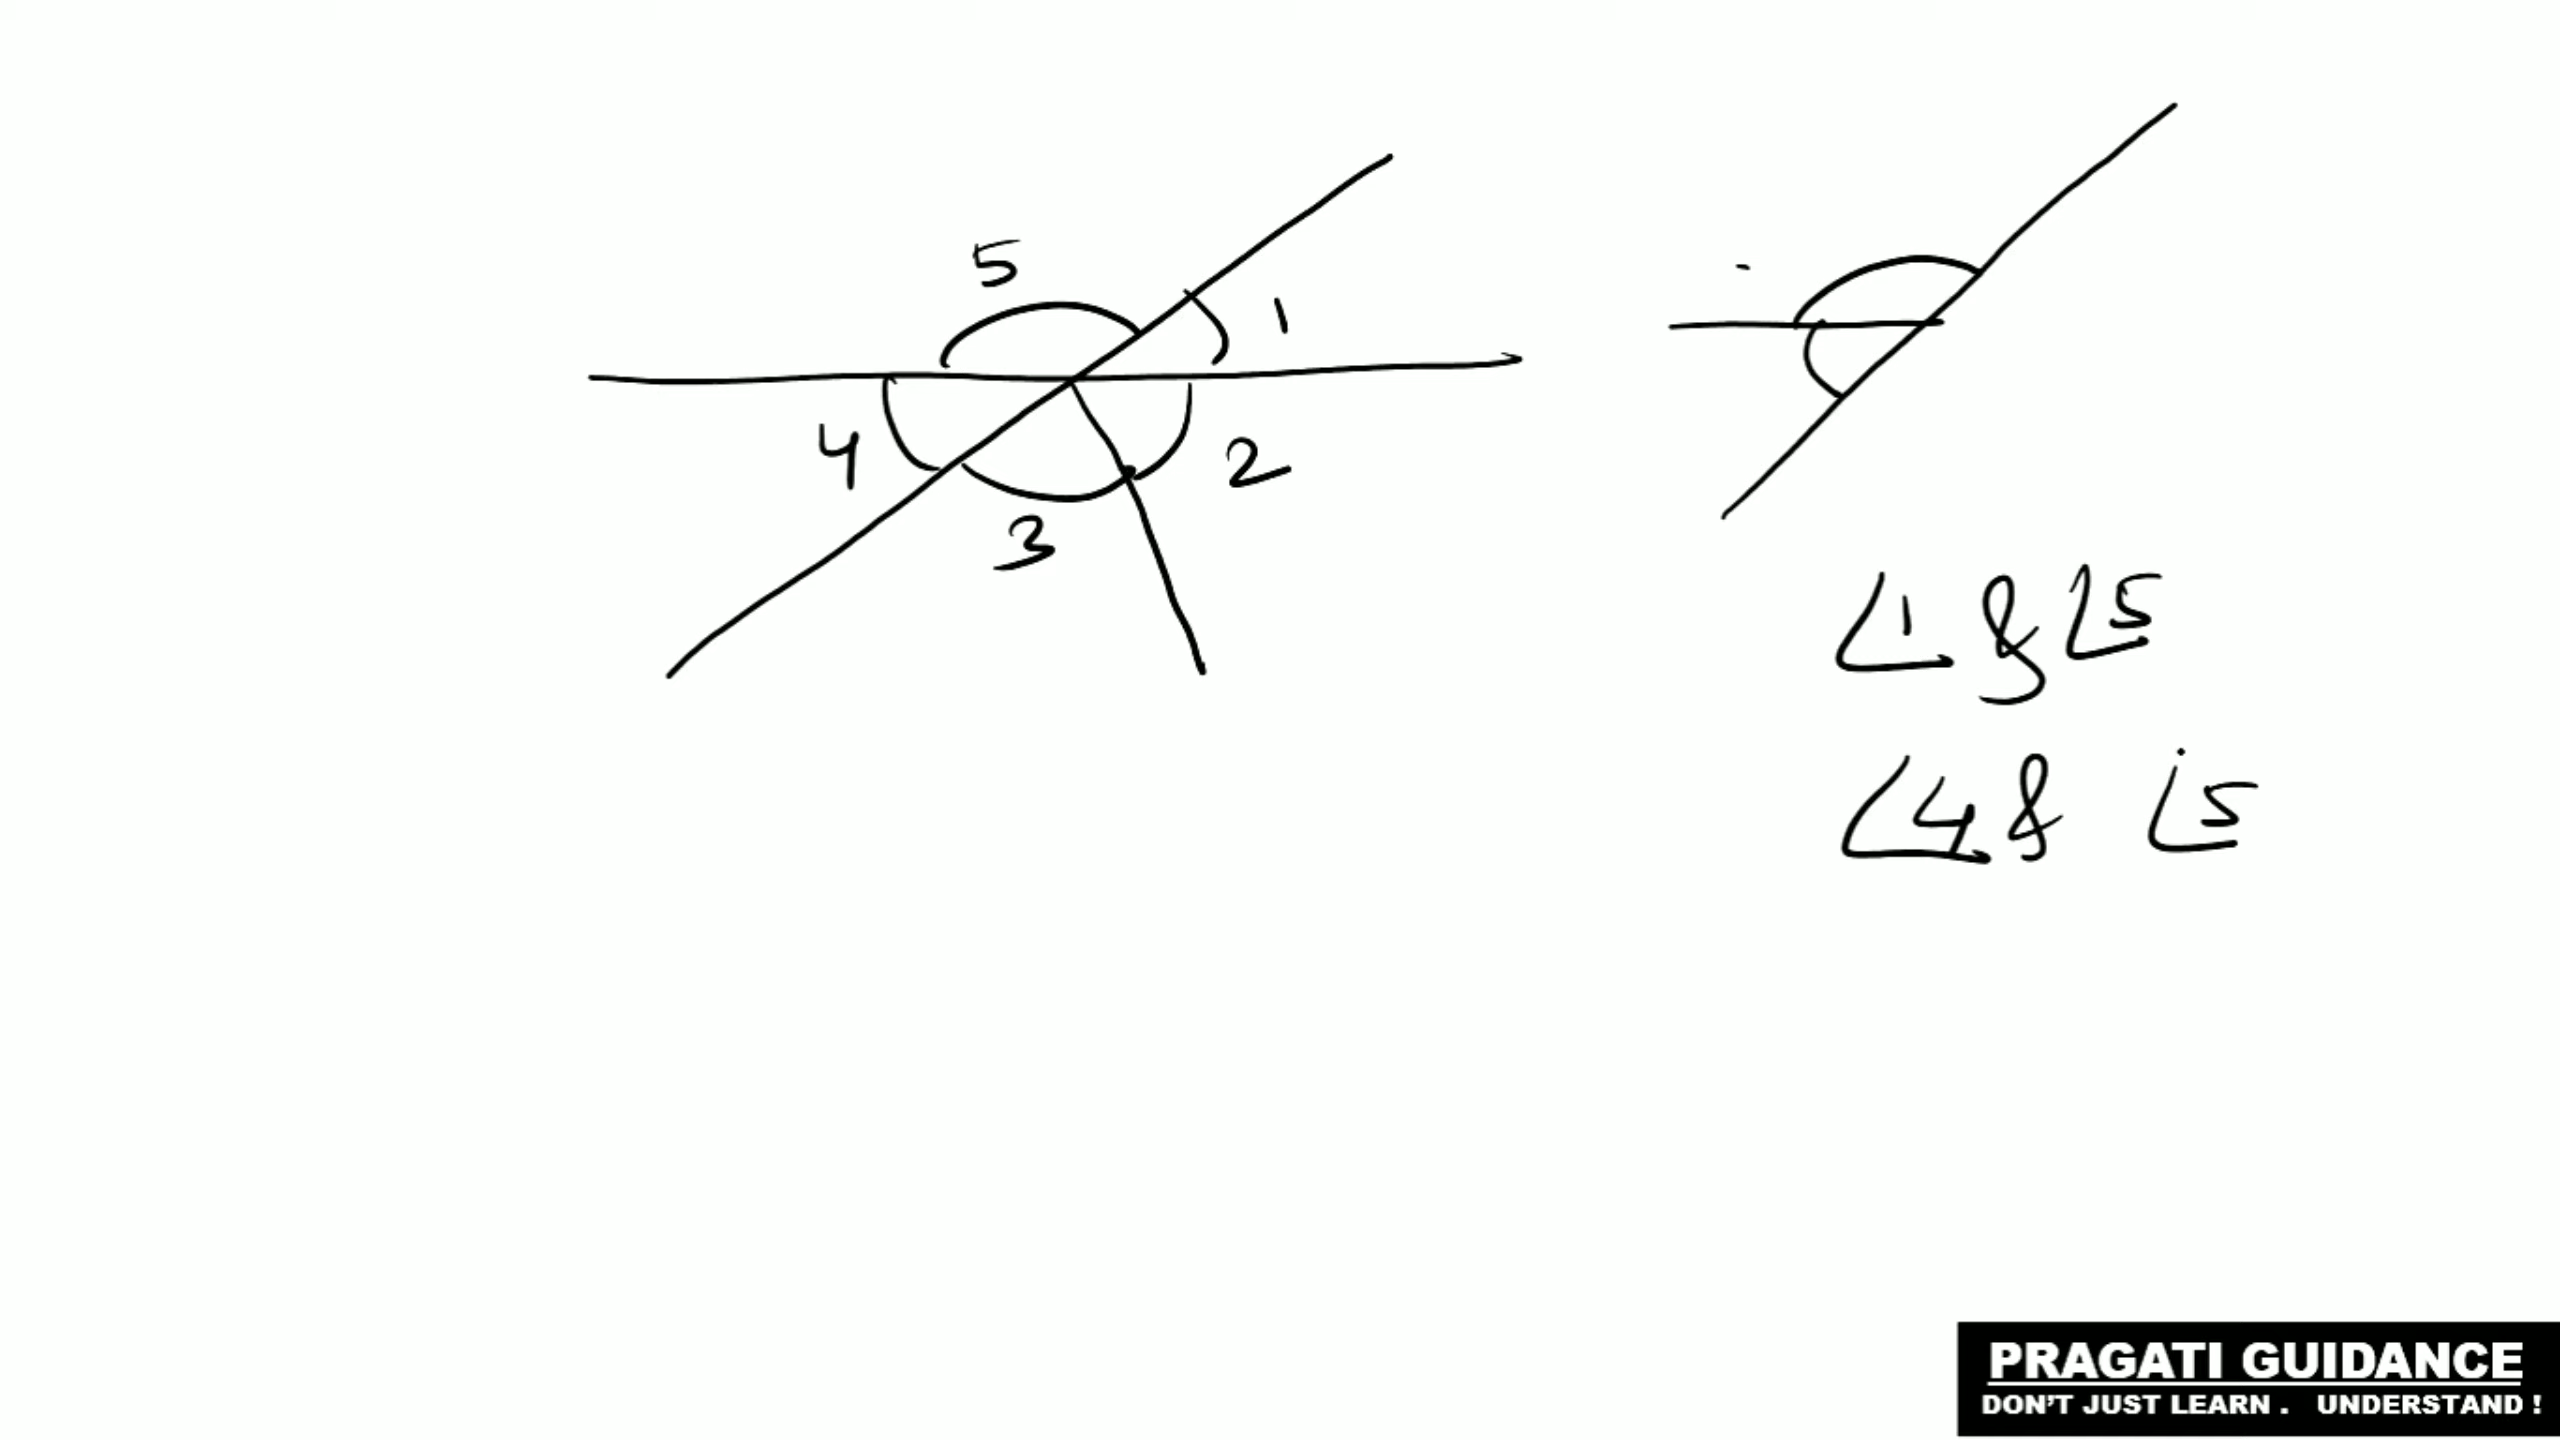 5
1
4
2
3
∠1 & ∠5
∠4 & ∠5
PRAGATI GUIDANCE
DON'T JUST LEARN . UNDERSTAND !